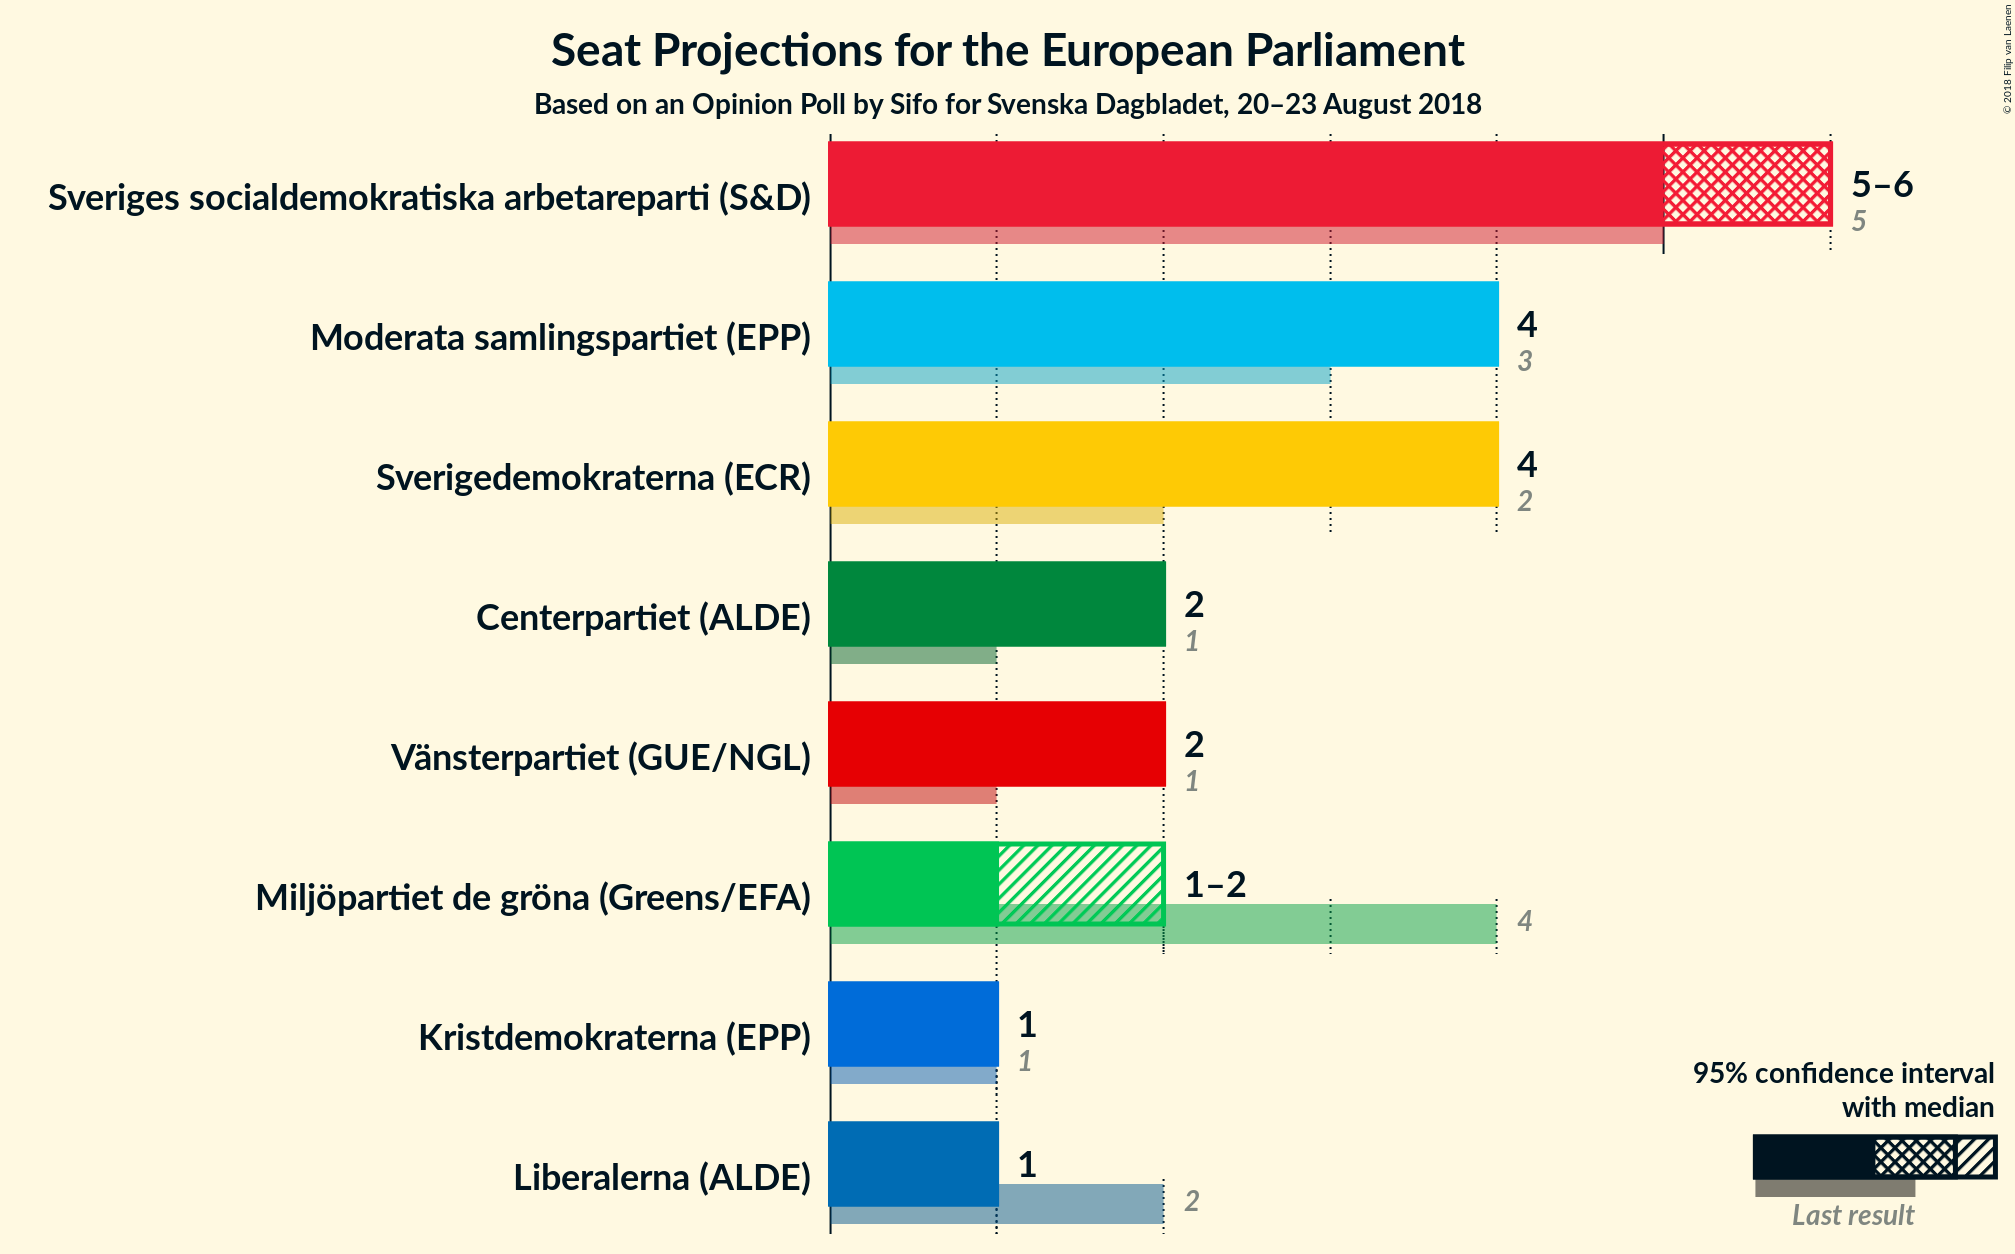 Seat Projections for the European Parliament
Based on an Opinion Poll by Sifo for Svenska Dagbladet, 20–23 August 2018
© 2018 Filip van Laenen
Sveriges socialdemokratiska arbetareparti (S&D)
5–6
5
Moderata samlingspartiet (EPP)
4
3
Sverigedemokraterna (ECR)
4
2
Centerpartiet (ALDE)
2
1
Vänsterpartiet (GUE/NGL)
2
1
Miljöpartiet de gröna (Greens/EFA)
1–2
4
Kristdemokraterna (EPP)
1
1
Liberalerna (ALDE)
1
2
95% confidence interval
with median
Last result